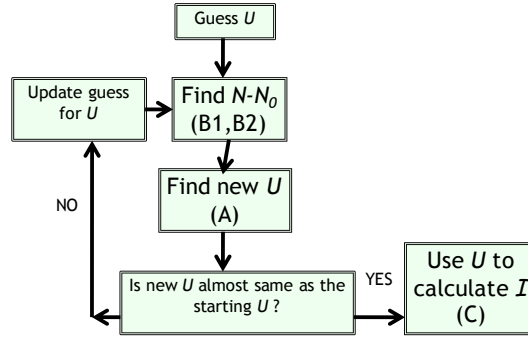 Guess U
Update guess
for U
Find N-N₀
(B1,B2)
Find new U
(A)
NO
Is new U almost same as the
starting U ?
YES
Use U to
calculate I
(C)